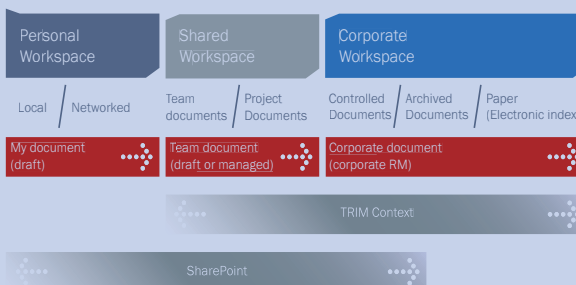 Personal
Workspace
Shared
Workspace
Corporate
Workspace
Local
Networked
Team
documents
Project
Documents
Controlled
Documents
Archived
Documents
Paper
(Electronic index
My document
(draft)
Team document
(draft or managed)
Corporate document
(corporate RM)
TRIM Context
SharePoint